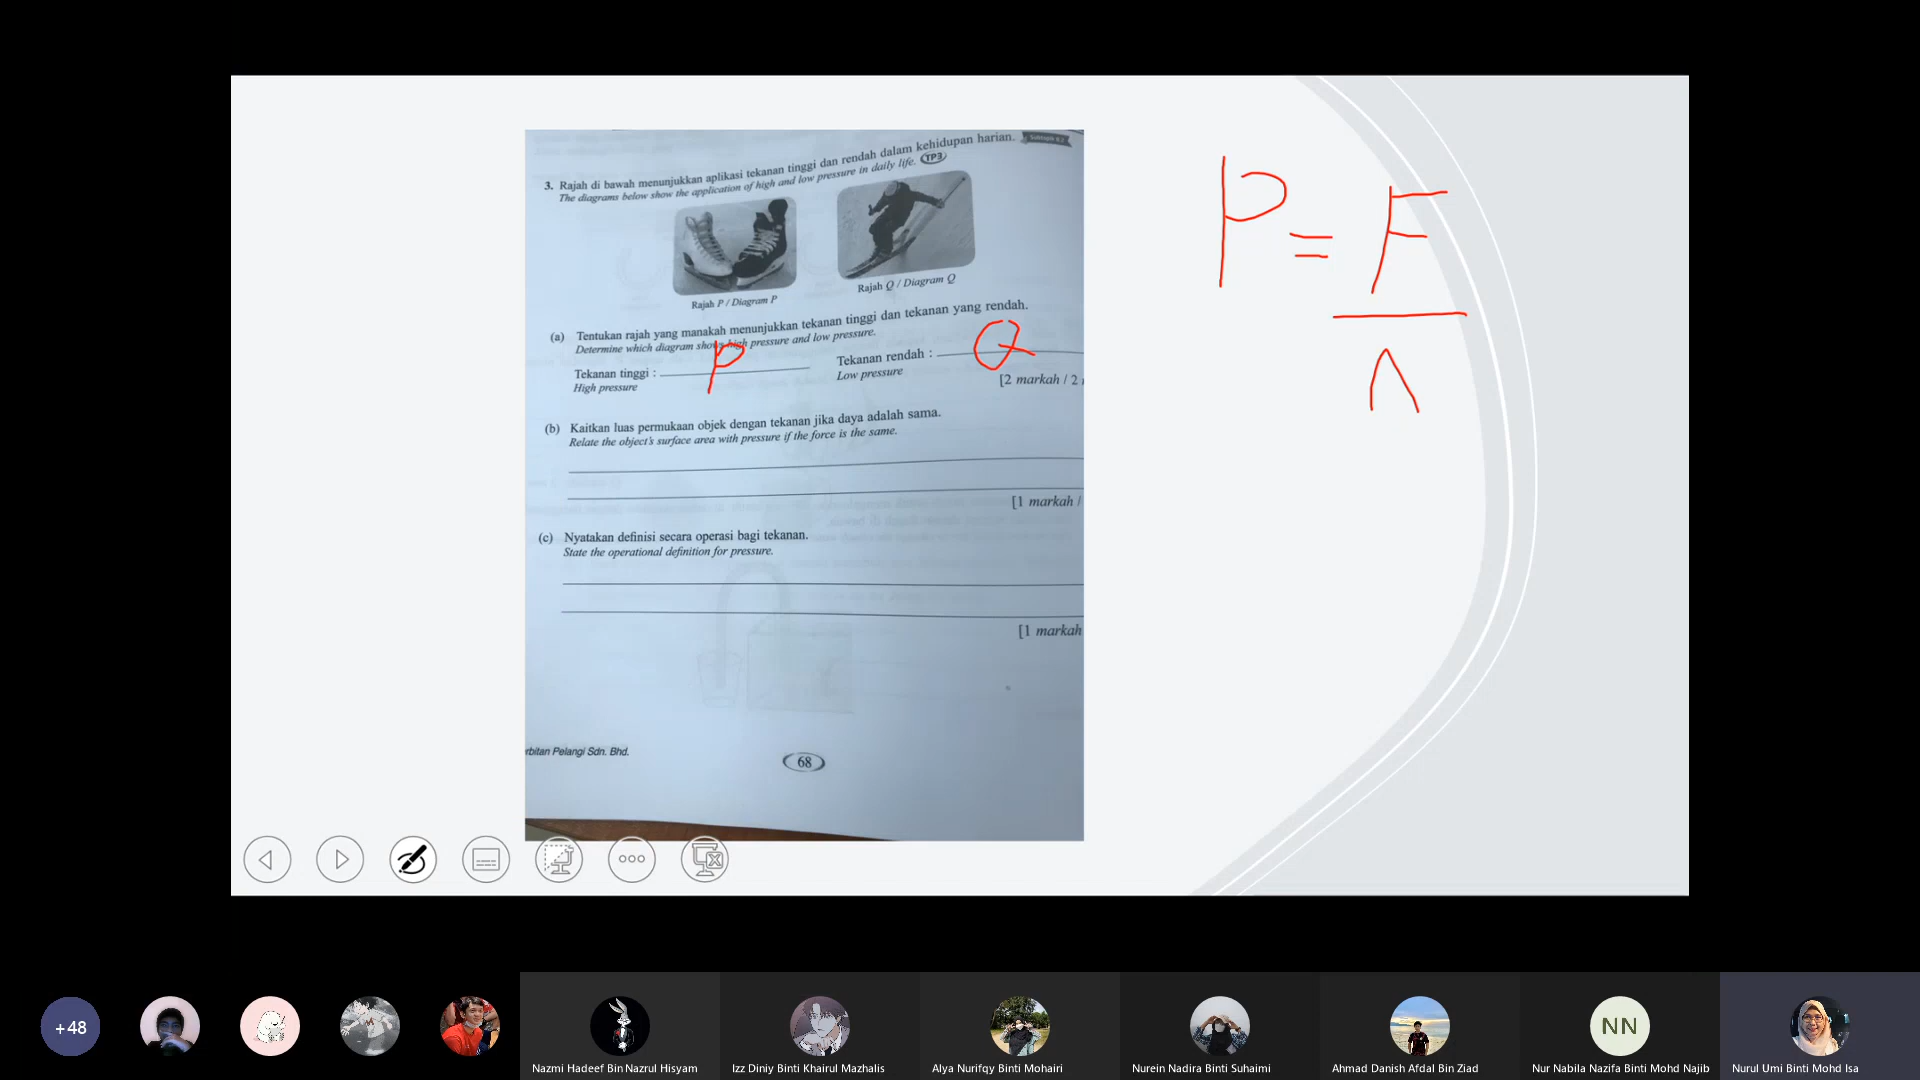 3. Rajah di bawah menunjukkan aplikasi tekanan tinggi dan rendah dalam kehidupan harian.
The diagrams below show the application of high and low pressure in daily life. TP3
Rajah P / Diagram P
Rajah Q / Diagram Q
(a) Tentukan rajah yang manakah menunjukkan tekanan tinggi dan tekanan yang rendah.
Determine which diagram shows high pressure and low pressure.
Tekanan tinggi : P
High pressure
Tekanan rendah : Q
Low pressure
[2 markah / 2
(b) Kaitkan luas permukaan objek dengan tekanan jika daya adalah sama.
Relate the object's surface area with pressure if the force is the same.
[1 markah /
(c) Nyatakan definisi secara operasi bagi tekanan.
State the operational definition for pressure.
[1 markah
rbitan Pelangi Sdn. Bhd.
68
P = F
A
+48
NN
Nazmi Hadeef Bin Nazrul Hisyam
Izz Diniy Binti Khairul Mazhalis
Alya Nurifqy Binti Mohairi
Nurein Nadira Binti Suhaimi
Ahmad Danish Afdal Bin Ziad
Nur Nabila Nazifa Binti Mohd Najib
Nurul Umi Binti Mohd Isa